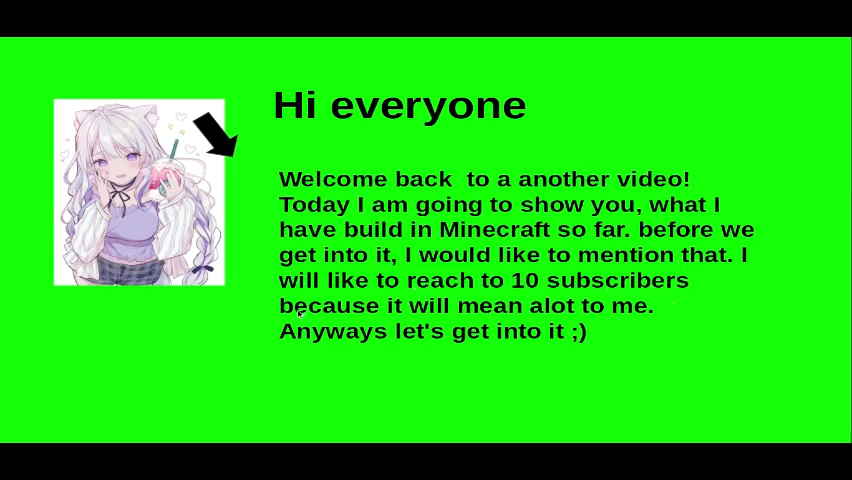 Hi everyone
Welcome back  to a another video!
Today I am going to show you, what I
have build in Minecraft so far. before we
get into it, I would like to mention that. I
will like to reach to 10 subscribers
because it will mean alot to me.
Anyways let's get into it ;)